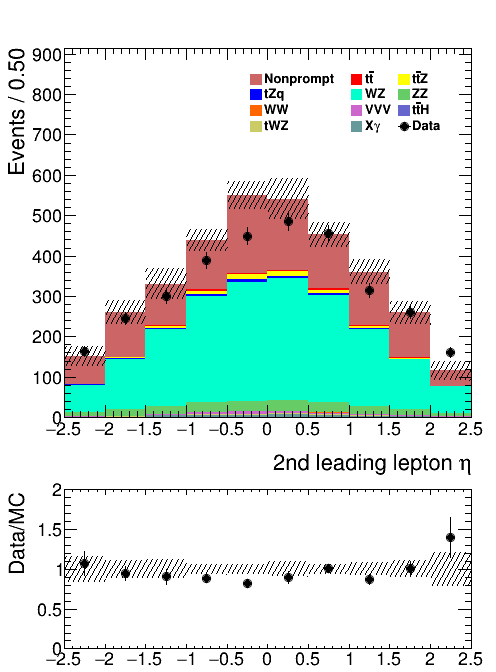 Events / 0.50
900
800
700
600
500
400
300
200
100
0
Nonprompt tt̄ tt̄Z
tZq WZ ZZ
WW VVV tt̄H
tWZ Xγ Data
−2.5 −2 −1.5 −1 −0.5 0 0.5 1 1.5 2 2.5
2nd leading lepton η
Data/MC
2
1.5
1
0.5
0
−2.5 −2 −1.5 −1 −0.5 0 0.5 1 1.5 2 2.5